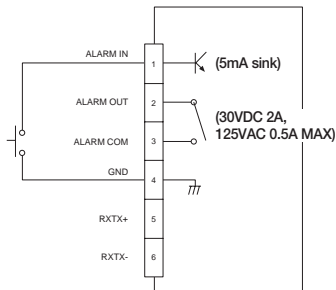 ALARM IN
1
(5mA sink)
ALARM OUT
2
(30VDC 2A,
125VAC 0.5A MAX)
ALARM COM
3
GND
4
RXTX+
5
RXTX-
6